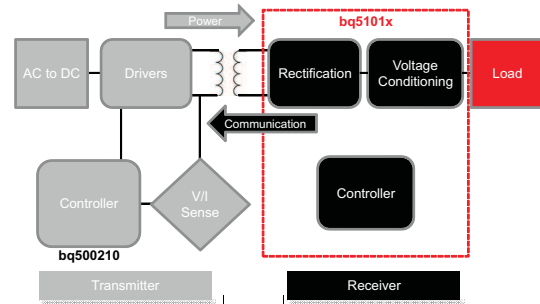 Power
bq5101x
AC to DC
Drivers
Rectification
Voltage
Conditioning
Load
Communication
Controller
V/I
Sense
Controller
bq500210
Transmitter
Receiver